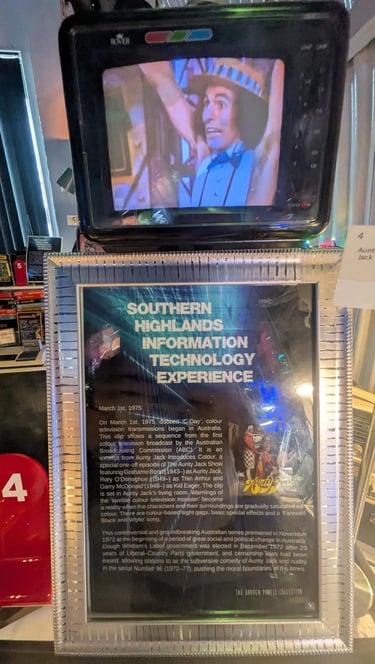 ROVER
4
Aunt
Jack
SOUTHERN
HIGHLANDS
INFORMATION
TECHNOLOGY
EXPERIENCE
March 1st, 1975
On March 1st, 1975, dubbed 'C-Day', colour
television transmissions began in Australia.
This clip shows a sequence from the first
colour television broadcast by the Australian
Broadcasting Commission (ABC). It is an
excerpt from Aunty Jack Introduces Colour, a
special one-off episode of The Aunty Jack Show
featuring Grahame Bond (1943–) as Aunty Jack,
Rory O'Donoghue (1949–) as Thin Arthur and
Garry McDonald (1948–) as Kid Eager. The clip
is set in Aunty Jack's living room. Warnings of
the 'terrible colour television monster' become
a reality when the characters and their surroundings are gradually saturated
colour. There are colour-based sight gags, basic special effects and a 'Farewell
Black and White' song.
This controversial and groundbreaking Australian series premiered in November
1972 at the beginning of a period of great social and political change in Australia.
Gough Whitlam's Labor government was elected in December 1972 after 23
years of Liberal–Country Party government, and censorship laws had been
eased, allowing stations to air the subversive comedy of Aunty Jack and nudity
in the serial Number 96 (1972–77), pushing the moral boundaries of the times.
Aunty
THE DARREN POWELL COLLECTION
5
4